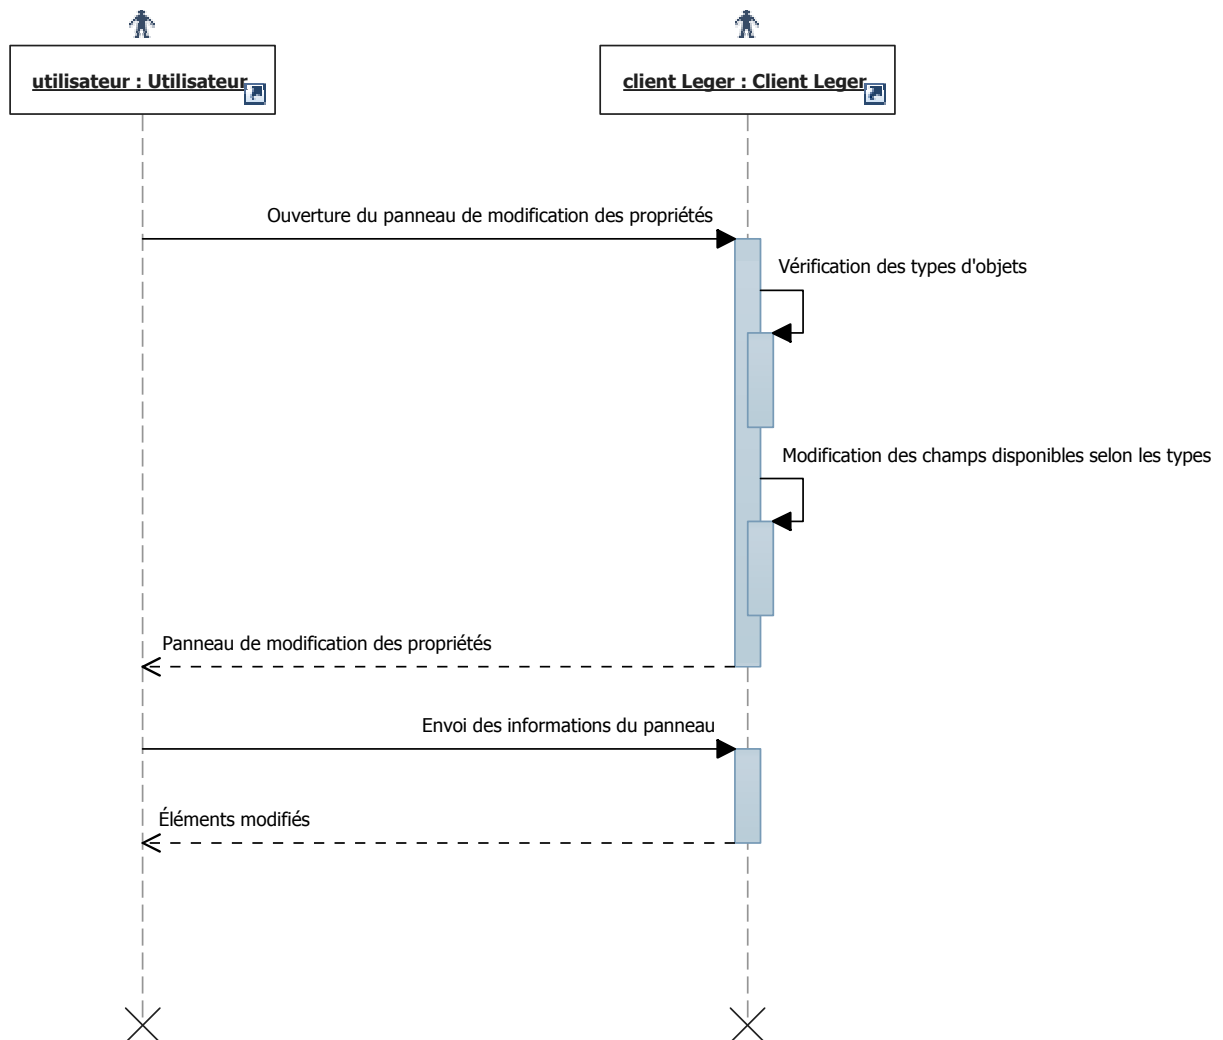 utilisateur : Utilisateur
client Leger : Client Leger
Ouverture du panneau de modification des propriétés
Vérification des types d'objets
Modification des champs disponibles selon les types
Panneau de modification des propriétés
Envoi des informations du panneau
Éléments modifiés